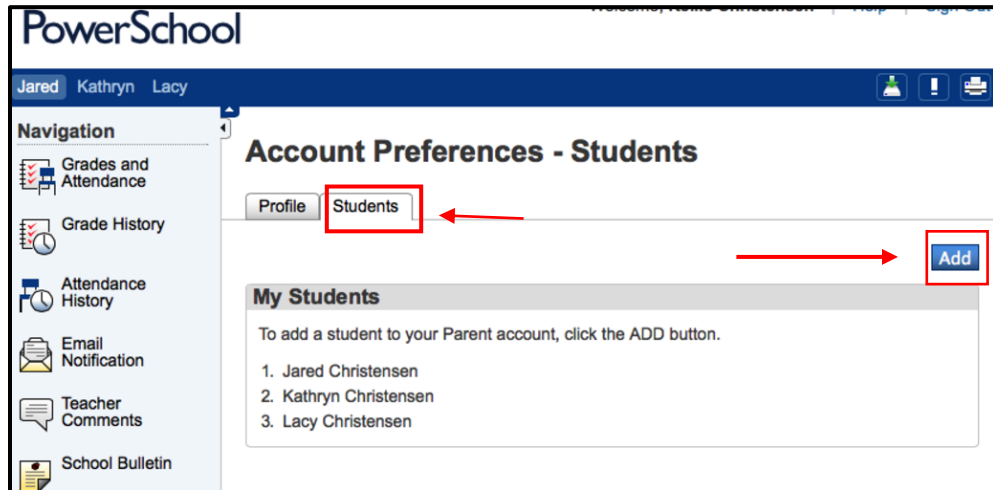 PowerSchool
Jared Kathryn Lacy
Navigation
Grades and
Attendance
Grade History
Attendance
History
Email
Notification
Teacher
Comments
School Bulletin
Account Preferences - Students
Profile Students
Add
My Students
To add a student to your Parent account, click the ADD button.
1. Jared Christensen
2. Kathryn Christensen
3. Lacy Christensen